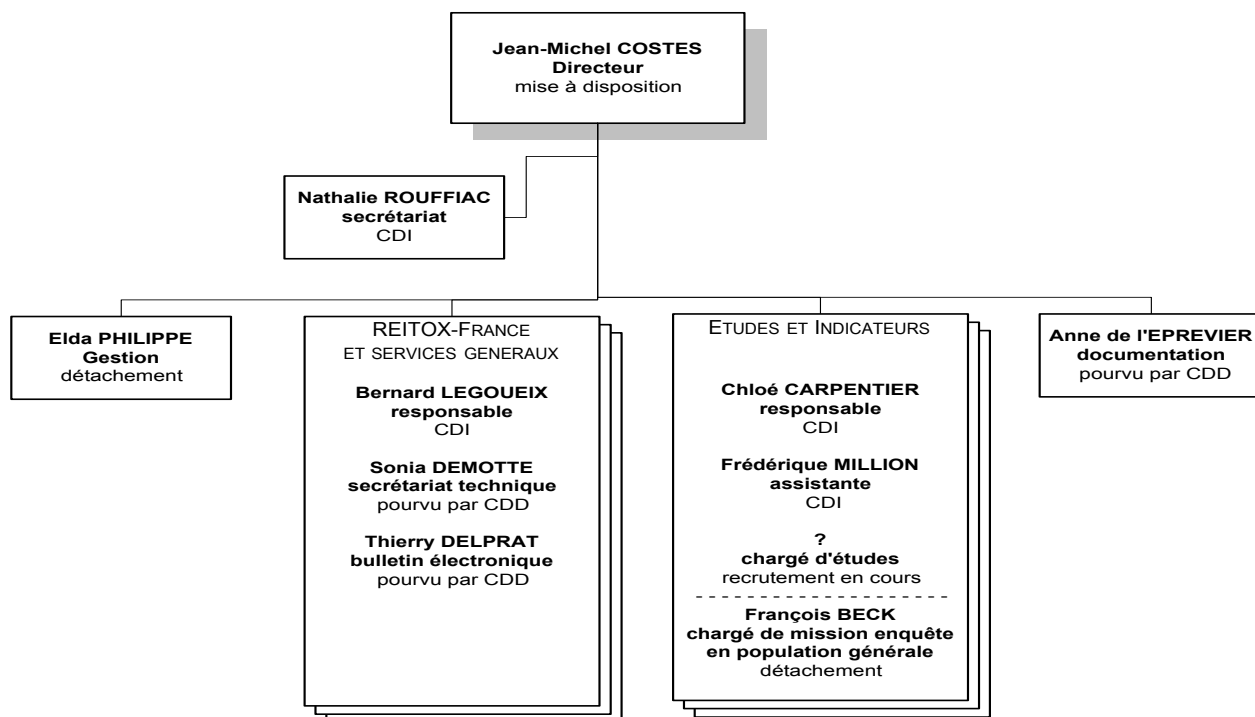 Jean-Michel COSTES
Directeur
mise à disposition
Nathalie ROUFFIAC
secrétariat
CDI
Elda PHILIPPE
Gestion
détachement
REITOX-FRANCE
ET SERVICES GENERAUX
Bernard LEGOUEIX
responsable
CDI
Sonia DEMOTTE
secrétariat technique
pourvu par CDD
Thierry DELPRAT
bulletin électronique
pourvu par CDD
ETUDES ET INDICATEURS
Chloé CARPENTIER
responsable
CDI
Frédérique MILLION
assistante
CDI
?
chargé d'études
recrutement en cours
François BECK
chargé de mission enquête
en population générale
détachement
Anne de l'EPREVIER
documentation
pourvu par CDD